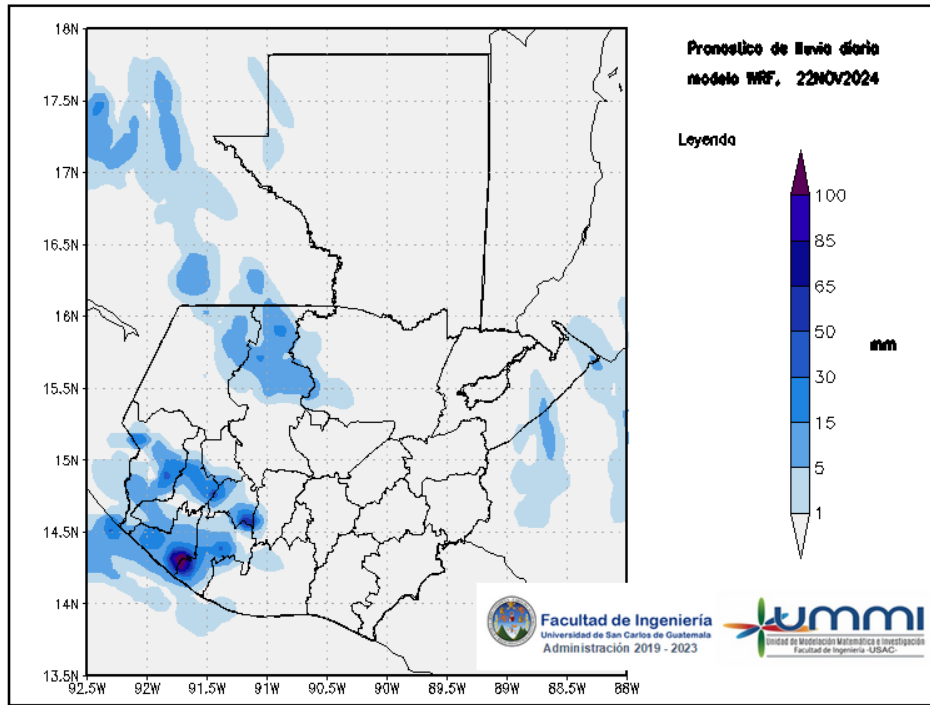 Pronostico de lluvia diaria
modelo WRF, 22NOV2024
Leyenda
100
85
65
50
30
15
5
1
mm
18N
17.5N
17N
16.5N
16N
15.5N
15N
14.5N
14N
13.5N
92.5W 92W 91.5W 91W 90.5W 90W 89.5W 89W 88.5W 88W
Facultad de Ingeniería
Universidad de San Carlos de Guatemala
Administración 2019 - 2023
ummi
Unidad de Modelación Matemática e Investigación
Facultad de Ingeniería -USAC-